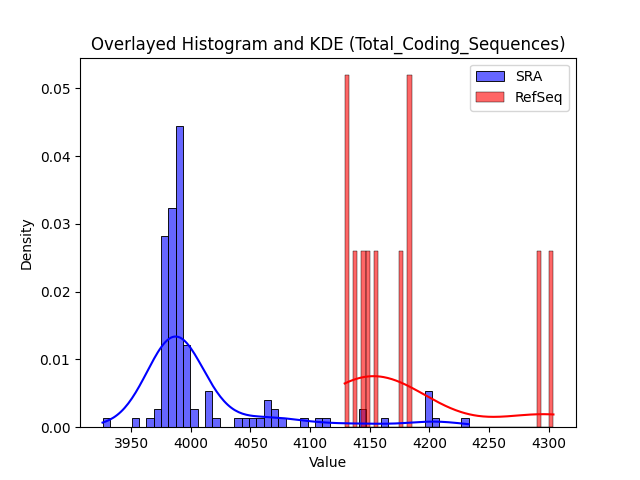 Overlayed Histogram and KDE (Total_Coding_Sequences)
SRA
RefSeq
Density
0.05
0.04
0.03
0.02
0.01
0.00
3950 4000 4050 4100 4150 4200 4250 4300
Value